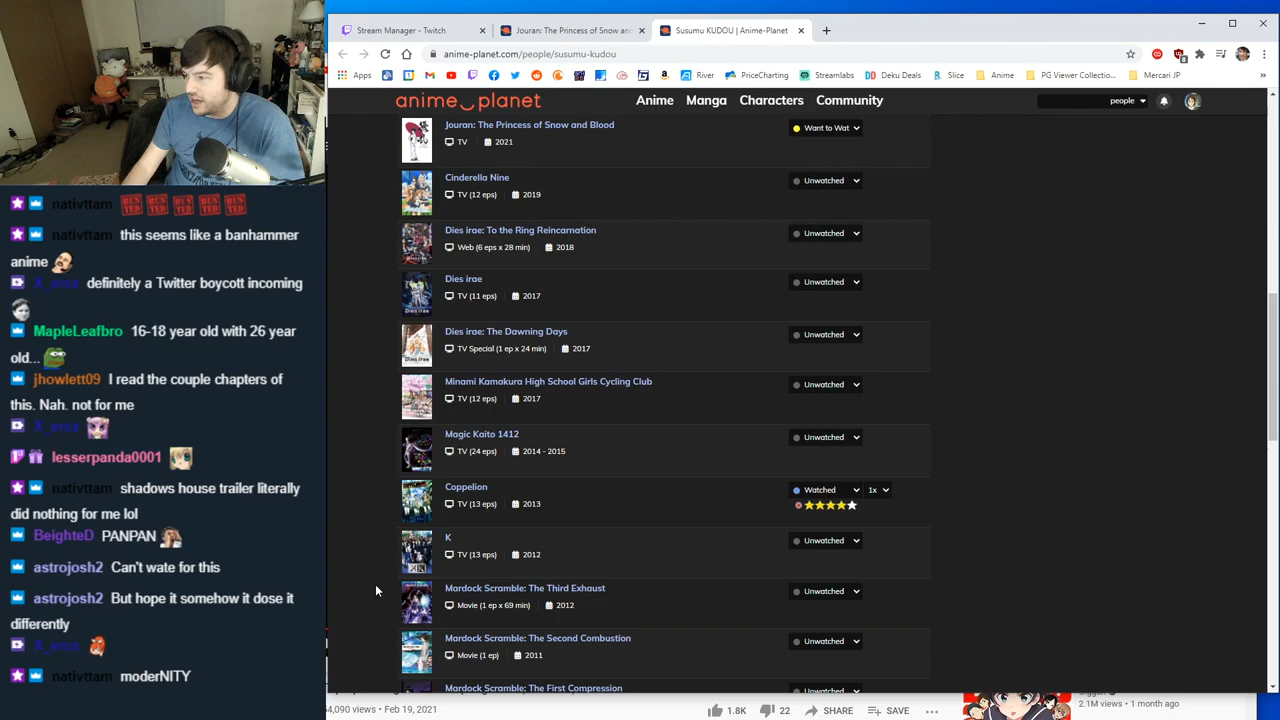 nativttam BUSTED BUSTED BUSTED BUSTED BUSTED
nativttam this seems like a banhammer
anime
X_eroz definitely a Twitter boycott incoming
MapleLeafbro 16-18 year old with 26 year
old...
jhowlett09 I read the couple chapters of
this. Nah. not for me
X_eroz
lesserpanda0001
nativttam shadows house trailer literally
did nothing for me lol
BeighteD PANPAN
astrojosh2 Can't wate for this
astrojosh2 But hope it somehow it dose it
differently
X_eroz
nativttam moderNITY
Stream Manager - Twitch
Jouran: The Princess of Snow an
Susumu KUDOU | Anime-Planet
anime-planet.com/people/susumu-kudou
Apps
River
PriceCharting
Streamlabs
Deku Deals
Slice
Anime
PG Viewer Collectio...
Mercari JP
anime planet
Anime
Manga
Characters
Community
people
Jouran: The Princess of Snow and Blood
TV 2021
Want to Wat
Cinderella Nine
TV (12 eps) 2019
Unwatched
Dies irae: To the Ring Reincarnation
Web (6 eps x 28 min) 2018
Unwatched
Dies irae
TV (11 eps) 2017
Unwatched
Dies irae: The Dawning Days
TV Special (1 ep x 24 min) 2017
Unwatched
Minami Kamakura High School Girls Cycling Club
TV (12 eps) 2017
Unwatched
Magic Kaito 1412
TV (24 eps) 2014 - 2015
Unwatched
Coppelion
TV (13 eps) 2013
Watched 1x
K
TV (13 eps) 2012
Unwatched
Mardock Scramble: The Third Exhaust
Movie (1 ep x 69 min) 2012
Unwatched
Mardock Scramble: The Second Combustion
Movie (1 ep) 2011
Unwatched
Mardock Scramble: The First Compression
Unwatched
4,090 views • Feb 19, 2021
1.8K
22
SHARE
SAVE
2.1M views • 1 month ago